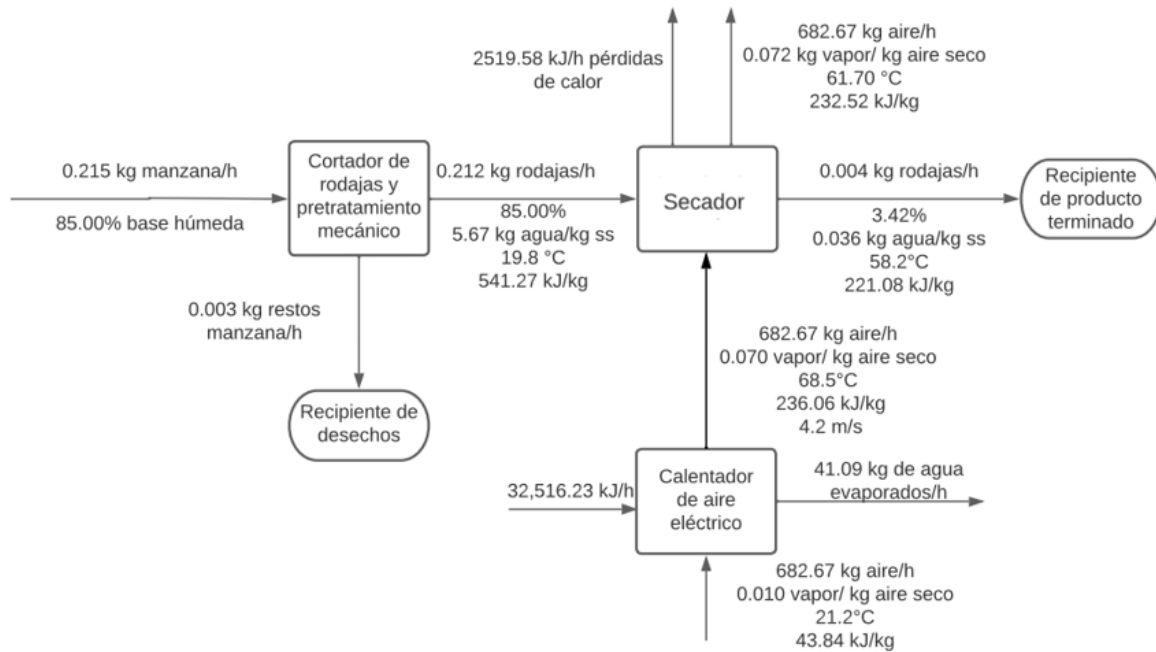 2519.58 kJ/h pérdidas
de calor
682.67 kg aire/h
0.072 kg vapor/ kg aire seco
61.70 °C
232.52 kJ/kg
0.215 kg manzana/h
85.00% base húmeda
Cortador de
rodajas y
pretratamiento
mecánico
0.212 kg rodajas/h
85.00%
5.67 kg agua/kg ss
19.8 °C
541.27 kJ/kg
Secador
0.004 kg rodajas/h
3.42%
0.036 kg agua/kg ss
58.2°C
221.08 kJ/kg
Recipiente
de producto
terminado
0.003 kg restos
manzana/h
Recipiente de
desechos
682.67 kg aire/h
0.070 vapor/ kg aire seco
68.5°C
236.06 kJ/kg
4.2 m/s
32,516.23 kJ/h
Calentador
de aire
eléctrico
41.09 kg de agua
evaporados/h
682.67 kg aire/h
0.010 vapor/ kg aire seco
21.2°C
43.84 kJ/kg